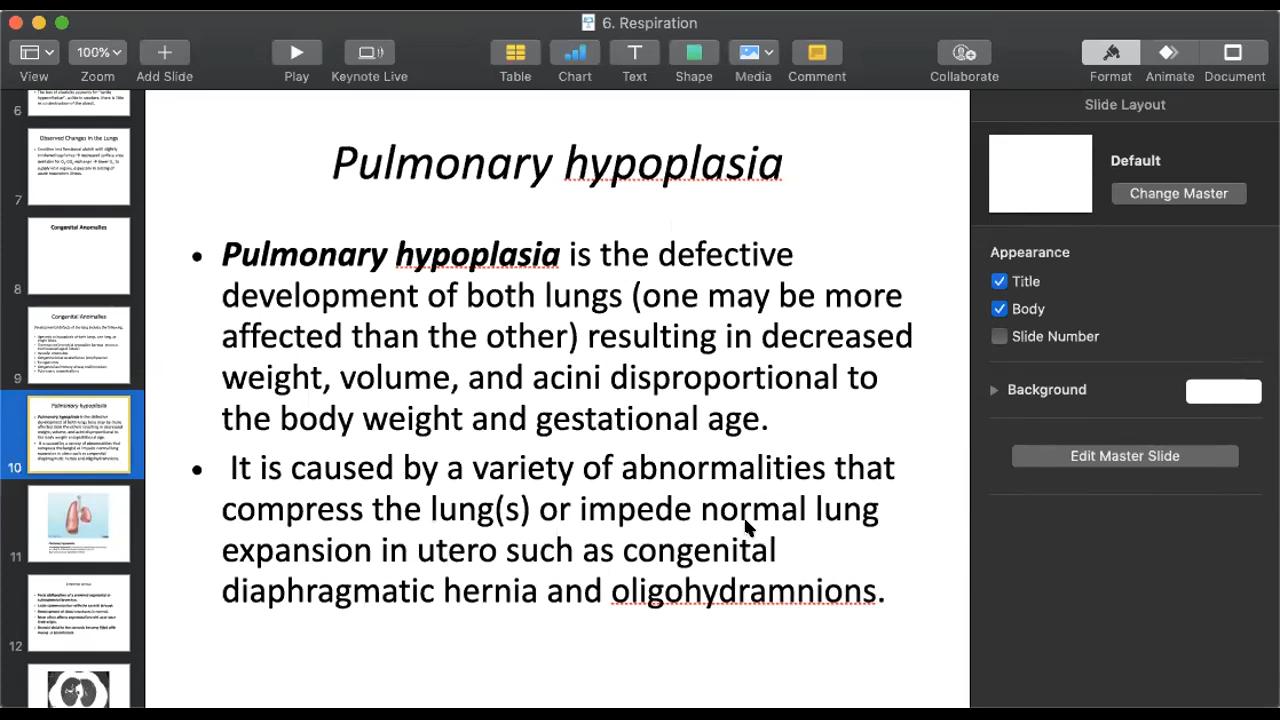 6. Respiration
100%
View
Zoom
Add Slide
Play
Keynote Live
Table
Chart
Text
Shape
Media
Comment
Collaborate
Format
Animate
Document
6
7
Observed Changes in the Lungs
8
Congenital Anomalies
9
Congenital Anomalies
10
Pulmonary hypoplasia
11
12
Pulmonary hypoplasia
• Pulmonary hypoplasia is the defective
development of both lungs (one may be more
affected than the other) resulting in decreased
weight, volume, and acini disproportional to
the body weight and gestational age.
• It is caused by a variety of abnormalities that
compress the lung(s) or impede normal lung
expansion in utero such as congenital
diaphragmatic hernia and oligohydramnions.
Slide Layout
Default
Change Master
Appearance
Title
Body
Slide Number
Background
Edit Master Slide